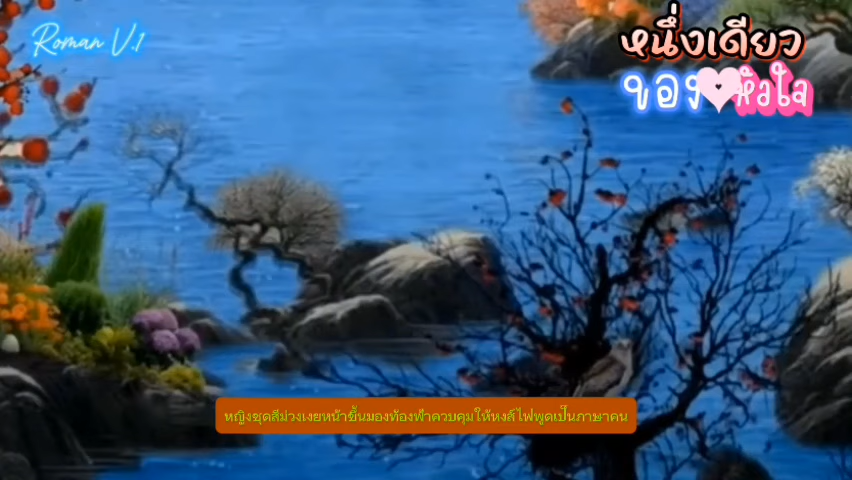 Roman V.1
หนึ่งเดียว
ของหัวใจ
หญิงชุดสีม่วงเงยหน้าขึ้นมองท้องฟ้าควบคุมให้หงส์ไฟพูดเป็นภาษาคน